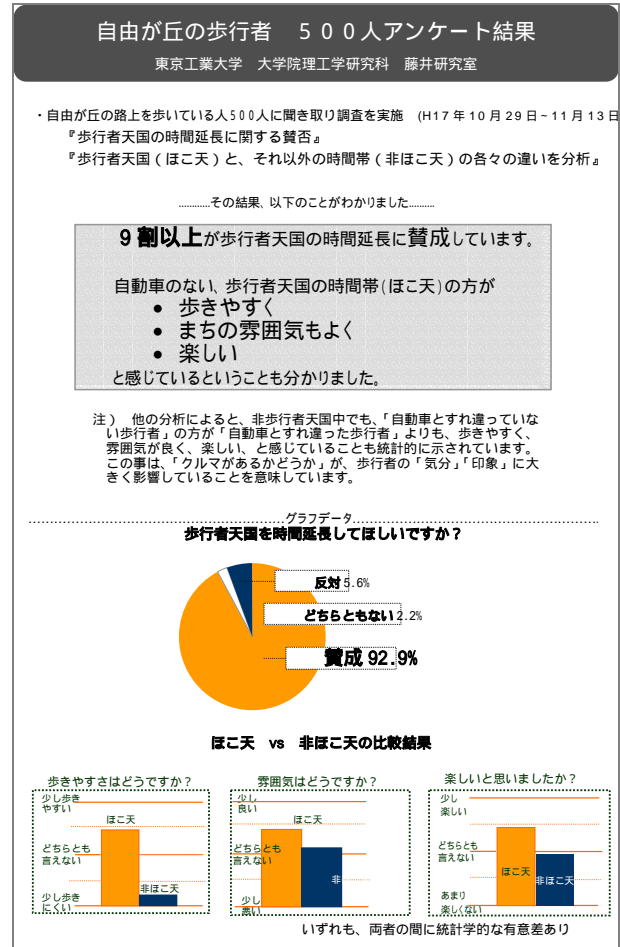 自由が丘の歩行者　５００人アンケート結果
東京工業大学　大学院理工学研究科　藤井研究室
・自由が丘の路上を歩いている人500人に聞き取り調査を実施　(H17年10月29日~11月13日
『歩行者天国の時間延長に関する賛否』
『歩行者天国（ほこ天）と、それ以外の時間帯（非ほこ天）の各々の違いを分析』
............その結果、以下のことがわかりました..........
９割以上が歩行者天国の時間延長に賛成しています。
自動車のない、歩行者天国の時間帯(ほこ天)の方が
• 歩きやすく
• まちの雰囲気もよく
• 楽しい
と感じているということも分かりました。
注）　他の分析によると、非歩行者天国中でも、「自動車とすれ違っていな
い歩行者」の方が「自動車とすれ違った歩行者」よりも、歩きやすく、
雰囲気が良く、楽しい、と感じていることも統計的に示されています。
この事は、「クルマがあるかどうか」が、歩行者の「気分」「印象」に大
きく影響していることを意味しています。
グラフデータ
歩行者天国を時間延長してほしいですか？
反対 5.6%
どちらともない 2.2%
賛成 92.9%
ほこ天　vs　非ほこ天の比較結果
歩きやすさはどうですか？
少し歩き
やすい
ほこ天
どちらとも
言えない
非ほこ天
少し歩き
にくい
雰囲気はどうですか？
少し
良い
ほこ天
どちらとも
言えない
非
少し
悪い
楽しいと思いましたか？
少し
楽しい
どちらとも
言えない
ほこ天
非ほこ天
あまり
楽しくない
いずれも、両者の間に統計学的な有意差あり